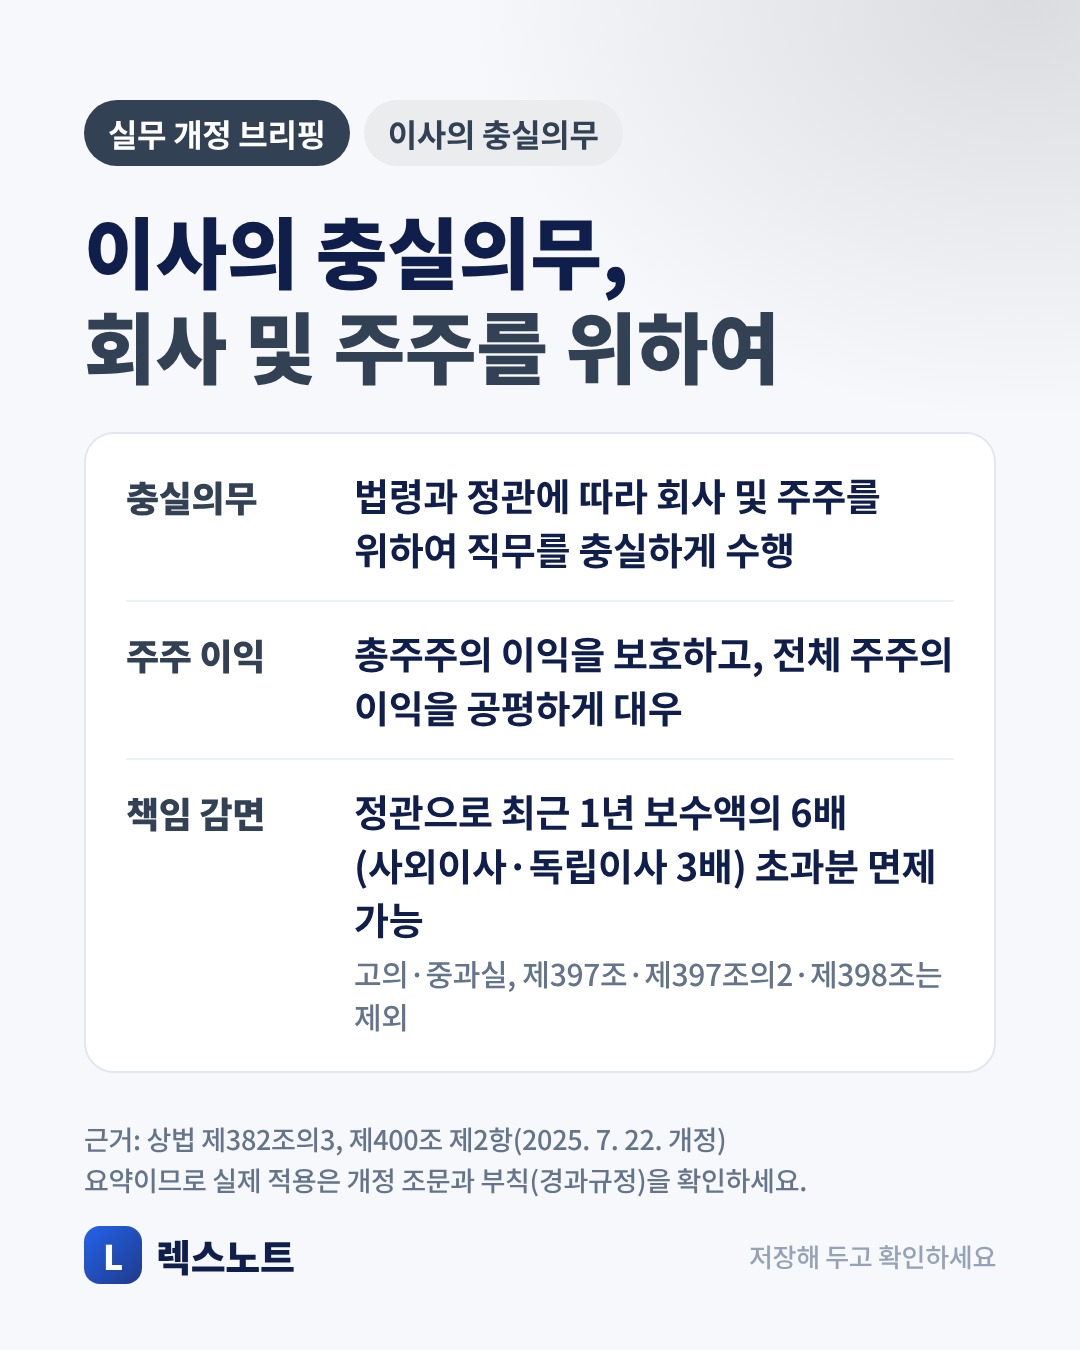 실무 개정 브리핑
이사의 충실의무
이사의 충실의무,
회사 및 주주를 위하여
충실의무
법령과 정관에 따라 회사 및 주주를
위하여 직무를 충실하게 수행
주주 이익
총주주의 이익을 보호하고, 전체 주주의
이익을 공평하게 대우
책임 감면
정관으로 최근 1년 보수액의 6배
(사외이사·독립이사 3배) 초과분 면제
가능
고의·중과실, 제397조·제397조의2·제398조는
제외
근거: 상법 제382조의3, 제400조 제2항(2025. 7. 22. 개정)
요약이므로 실제 적용은 개정 조문과 부칙(경과규정)을 확인하세요.
L 렉스노트
저장해 두고 확인하세요